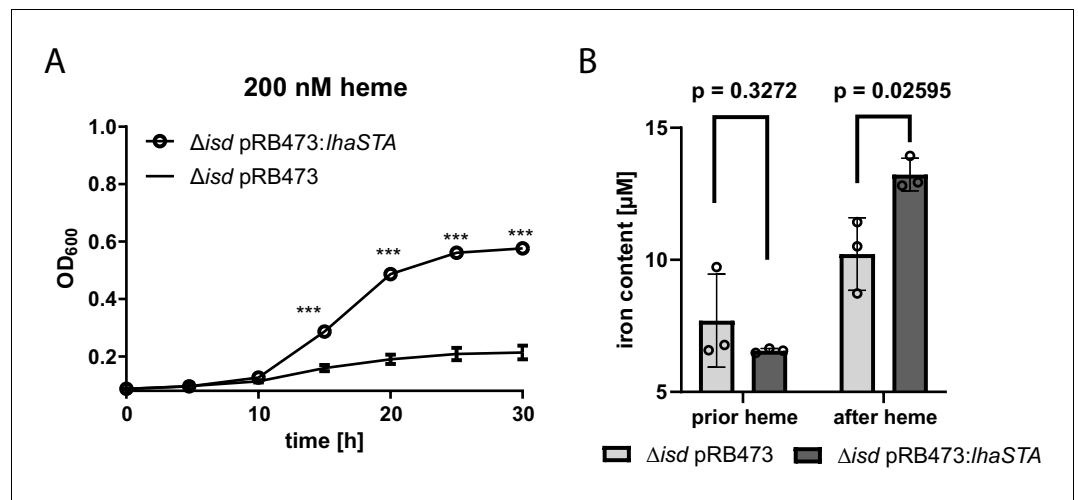 A
200 nM heme
1.0
0.8
0.6
0.4
0.2
OD600
Δisd pRB473:lhaSTA
Δisd pRB473
***
***
***
***
0
10
20
30
time [h]
B
p = 0.3272
p = 0.02595
15
10
5
iron content [µM]
prior heme
after heme
Δisd pRB473
Δisd pRB473:lhaSTA